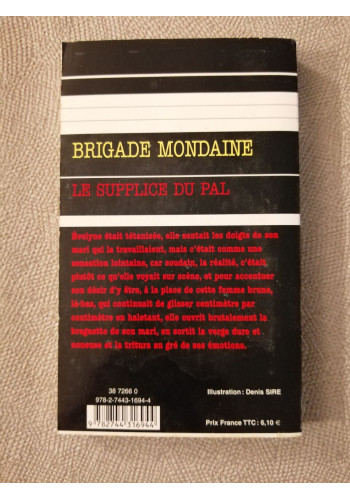 BRIGADE MONDAINE
LE SUPPLICE DU PAL
Évelyne était tétanisée, elle sentait les doigts de son
mari qui la travaillaient, mais c'était comme une
sensation lointaine, car soudain, la réalité, c'était,
plutôt ce qu'elle voyait sur scène, et pour accentuer
son désir d'y être, à la place de cette femme brune,
là-bas, qui continuait de glisser centimètre par
centimètre en haletant, elle ouvrit brutalement la
braguette de son mari, en sortit la verge dure et
noueuse et la tritura au gré de ses émotions.
38 7266 0
978-2-7443-1694-4
9 782744 316944
Illustration : Denis SIRE
Prix France TTC : 6,10 €